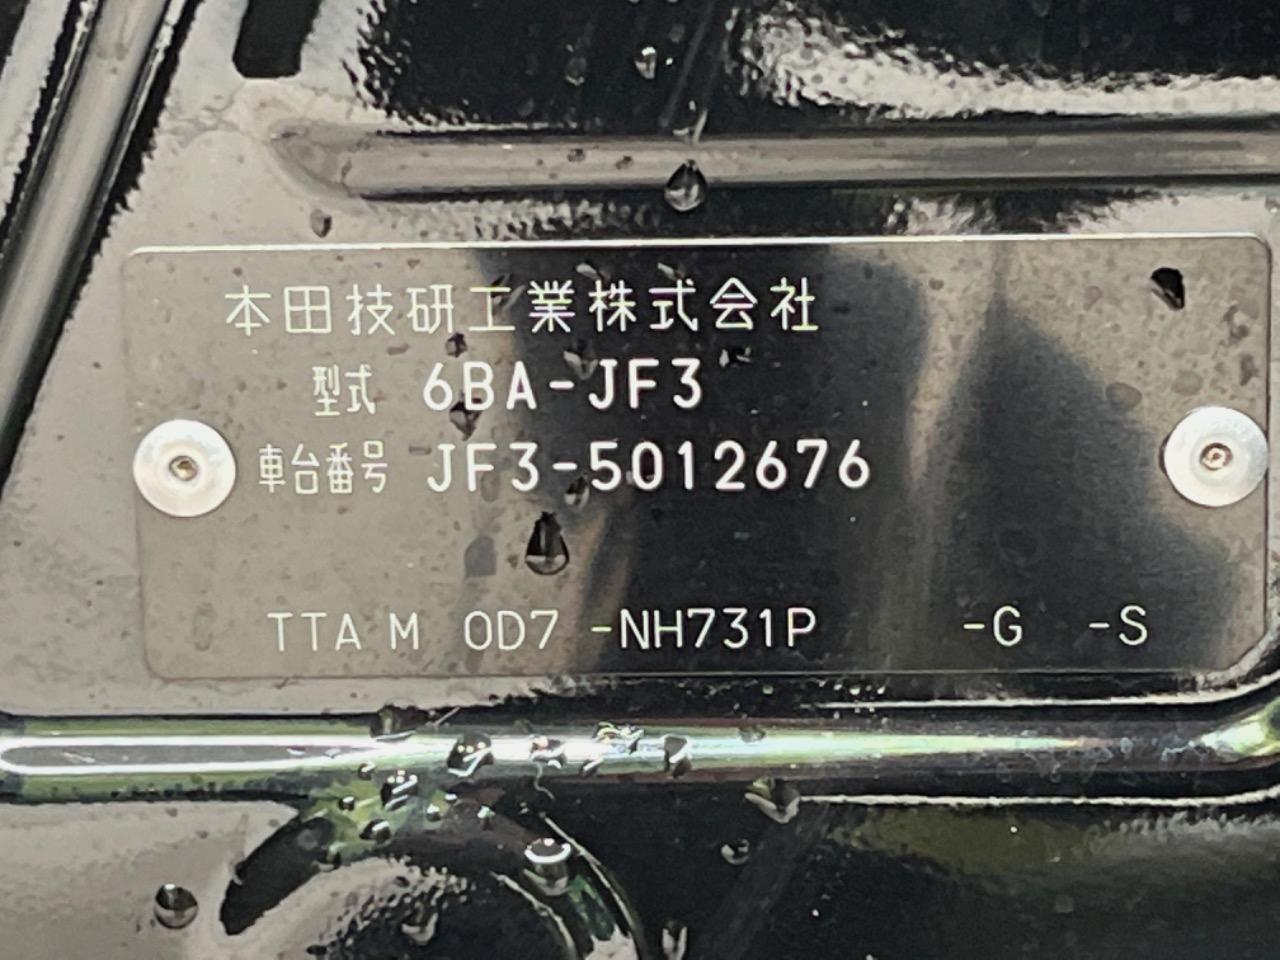 本田技研工業株式会社
型式 6BA-JF3
車台番号 JF3-5012676
TTA M 0D7 -NH731P -G -S